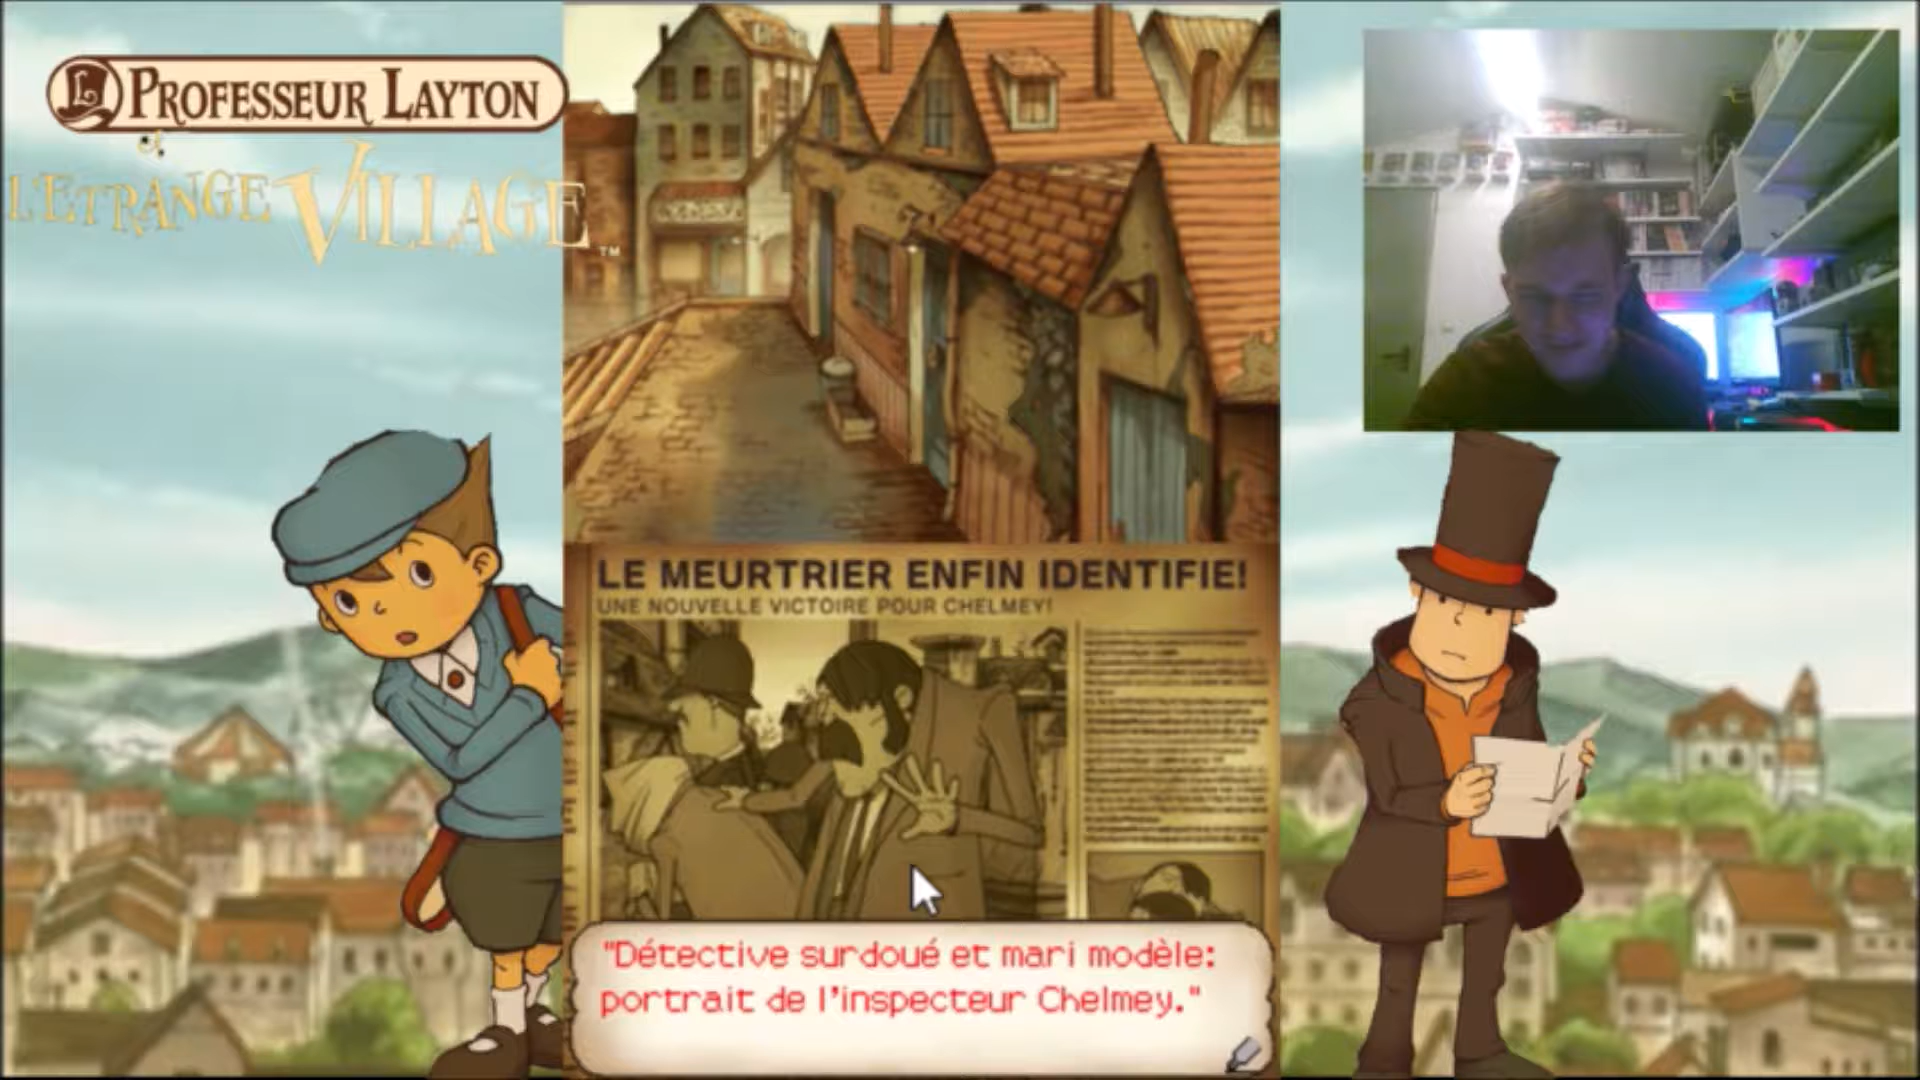 PROFESSEUR LAYTON
et
L'ETRANGE VILLAGE TM
LE MEURTRIER ENFIN IDENTIFIE!
UNE NOUVELLE VICTOIRE POUR CHELMEY!
"Détective surdoué et mari modèle:
portrait de l'inspecteur Chelmey."